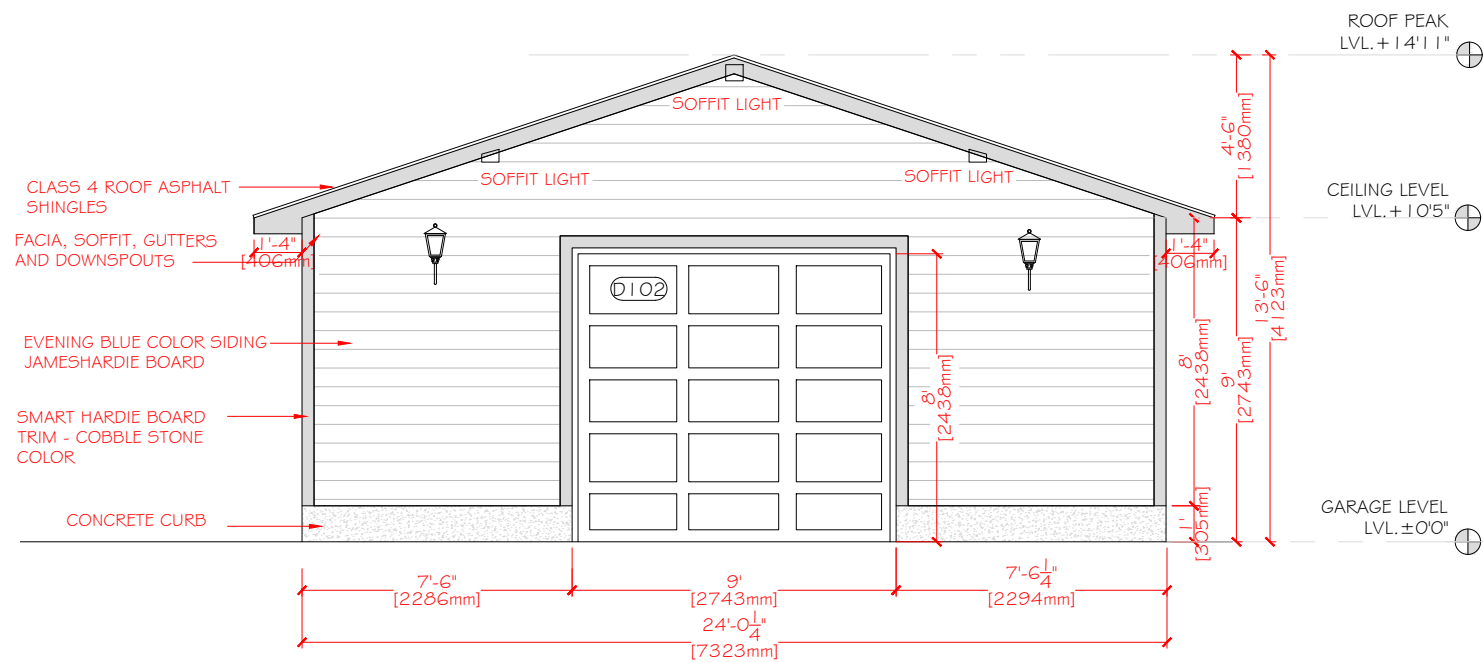 ROOF PEAK
LVL.+14'11"
SOFFIT LIGHT
4'-6"
[1380mm]
SOFFIT LIGHT
SOFFIT LIGHT
CLASS 4 ROOF ASPHALT
SHINGLES
CEILING LEVEL
LVL.+10'5"
FACIA, SOFFIT, GUTTERS
AND DOWNSPOUTS
1'-4"
[406mm]
1'-4"
[406mm]
D102
13'-6"
[4123mm]
EVENING BLUE COLOR SIDING
JAMESHARDIE BOARD
8'
[2438mm]
8'
[2438mm]
9'
[2743mm]
SMART HARDIE BOARD
TRIM - COBBLE STONE
COLOR
CONCRETE CURB
1'
[305mm]
GARAGE LEVEL
LVL.±0'0"
7'-6"
[2286mm]
9'
[2743mm]
7'-6 1/4"
[2294mm]
24'-0 1/4"
[7323mm]